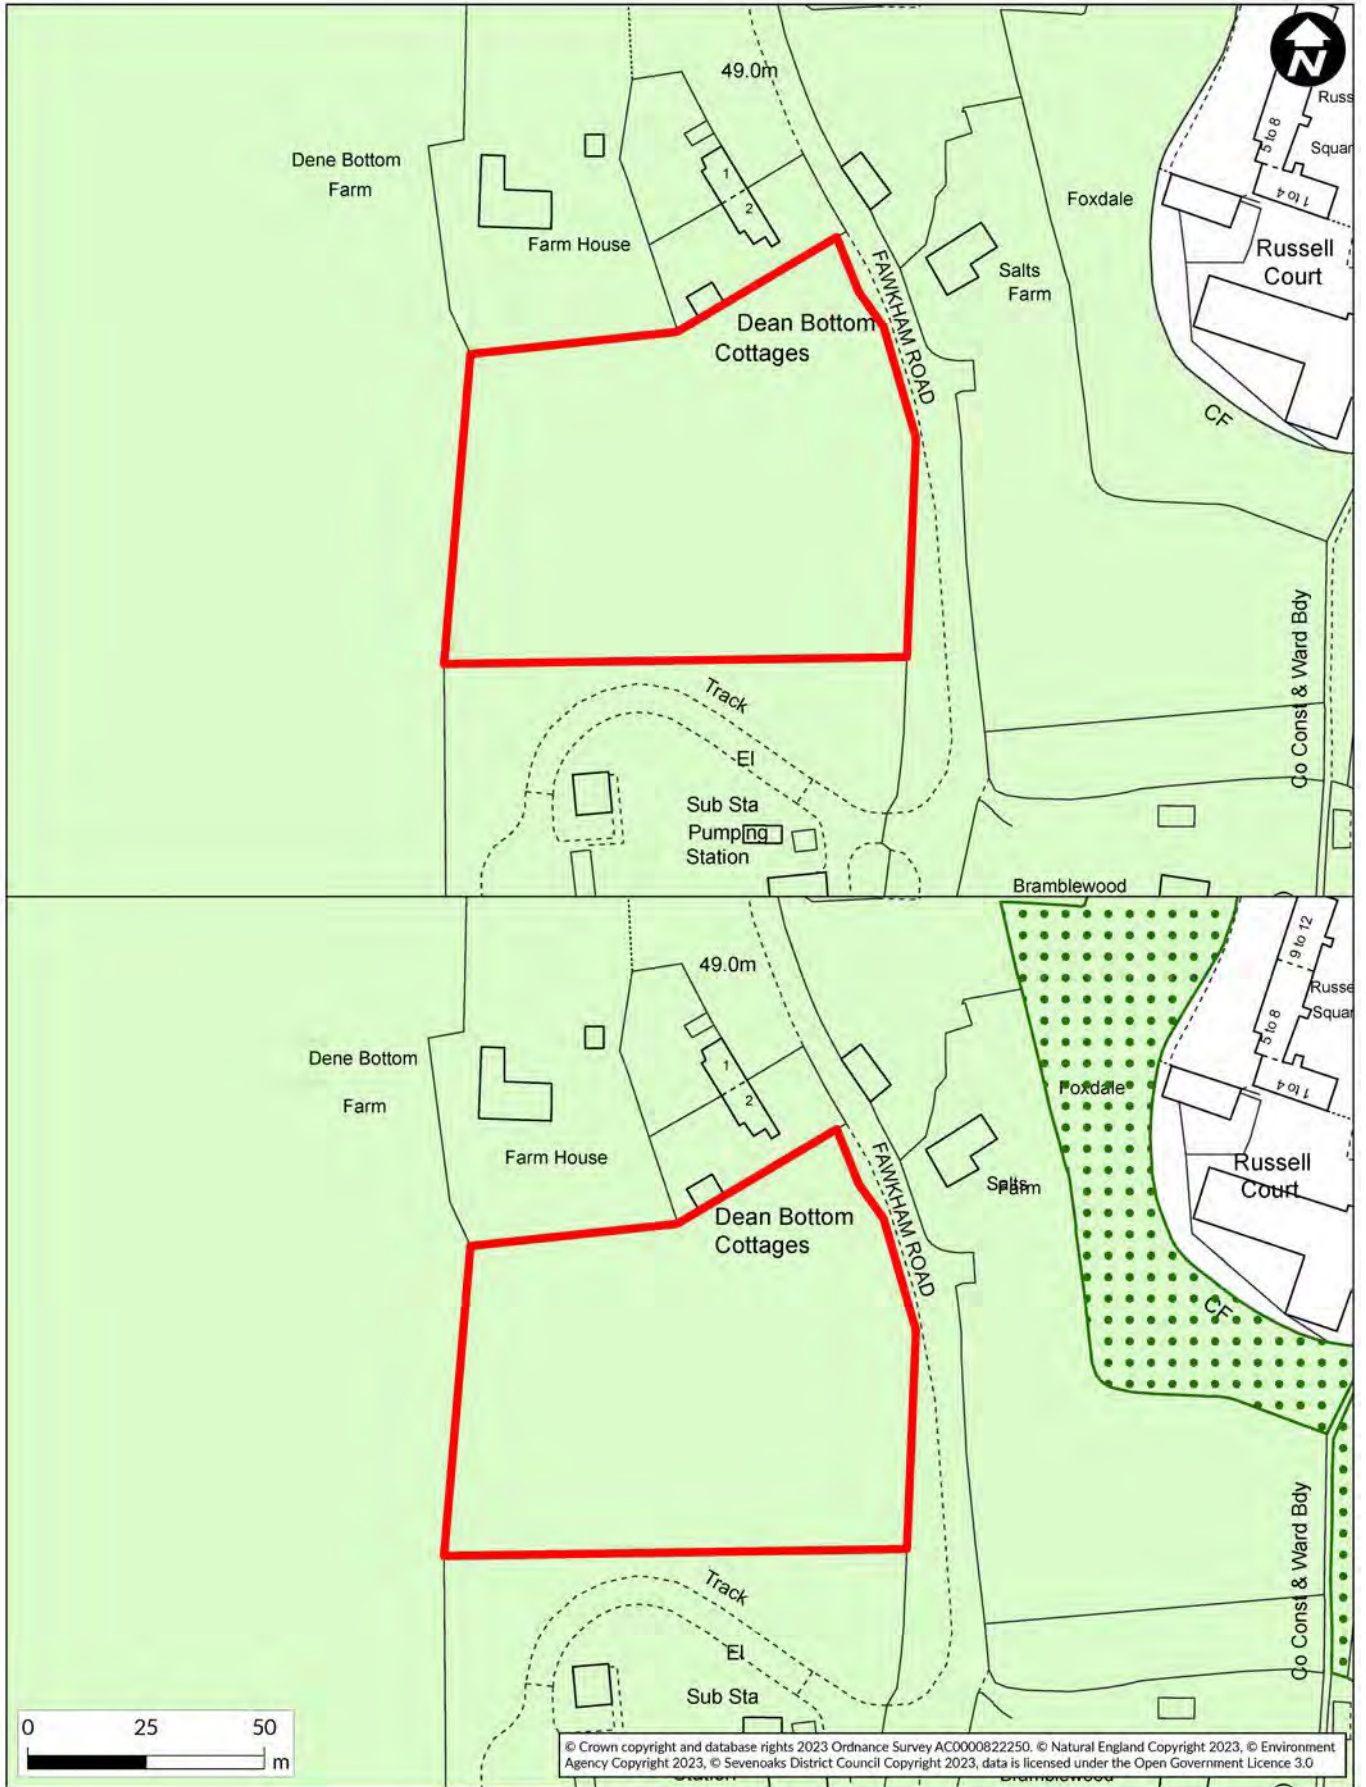 49.0m
N
Russ
Squar
5 to 8
1 to 4
Dene Bottom
Farm
1
2
Foxdale
Farm House
Russell
Court
Salts
Farm
FAWKHAM ROAD
Dean Bottom
Cottages
CF
Co Const & Ward Bdy
Track
El
Sub Sta
Pumping
Station
Bramblewood
9 to 12
49.0m
Russe
Squar
5 to 8
Dene Bottom
Farm
1
2
Foxdale
1 to 4
Farm House
Russell
Court
Salts
Farm
FAWKHAM ROAD
Dean Bottom
Cottages
CF
Co Const & Ward Bdy
Track
El
Sub Sta
0 25 50
m
© Crown copyright and database rights 2023 Ordnance Survey AC0000822250. © Natural England Copyright 2023, © Environment
Agency Copyright 2023, © Sevenoaks District Council Copyright 2023, data is licensed under the Open Government Licence 3.0
Station
Bramblewood